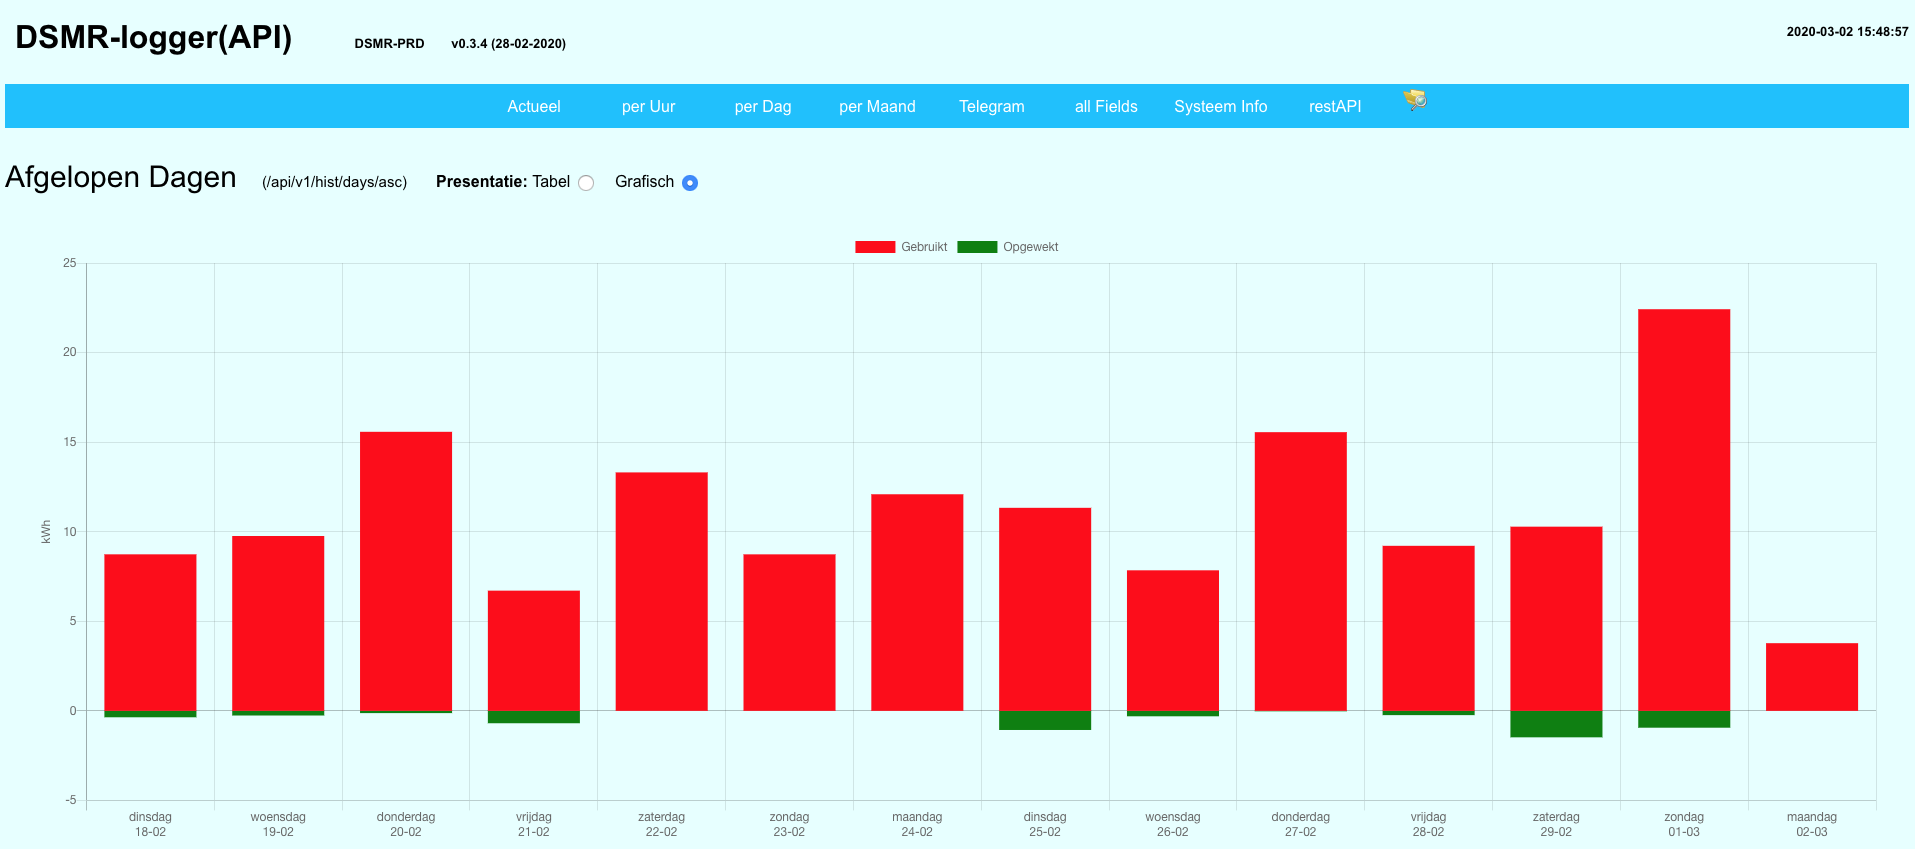 DSMR-logger(API) DSMR-PRD v0.3.4 (28-02-2020) 2020-03-02 15:48:57
Actueel per Uur per Dag per Maand Telegram all Fields Systeem Info restAPI
Afgelopen Dagen (/api/v1/hist/days/asc) Presentatie: Tabel Grafisch
Gebruikt Opgewekt
25
20
15
10
5
0
-5
kWh
dinsdag woensdag donderdag vrijdag zaterdag zondag maandag dinsdag woensdag donderdag vrijdag zaterdag zondag maandag
18-02 19-02 20-02 21-02 22-02 23-02 24-02 25-02 26-02 27-02 28-02 29-02 01-03 02-03